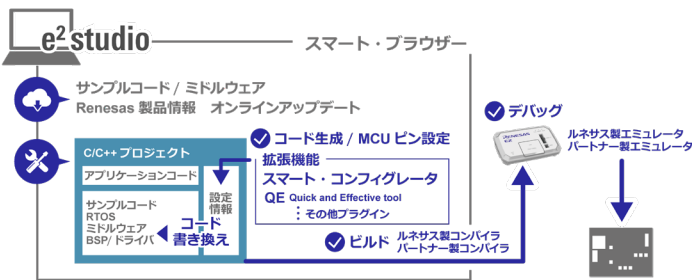 e² studio
スマート・ブラウザー
サンプルコード / ミドルウェア
Renesas 製品情報　オンラインアップデート
C/C++ プロジェクト
アプリケーションコード
サンプルコード
RTOS
ミドルウェア
BSP/ ドライバ
コード
書き換え
設定
情報
コード生成 / MCU ピン設定
拡張機能
スマート・コンフィグレータ
QE Quick and Effective tool
⋮その他プラグイン
ビルド
ルネサス製コンパイラ
パートナー製コンパイラ
デバッグ
RENESAS
E2
ルネサス製エミュレータ
パートナー製エミュレータ